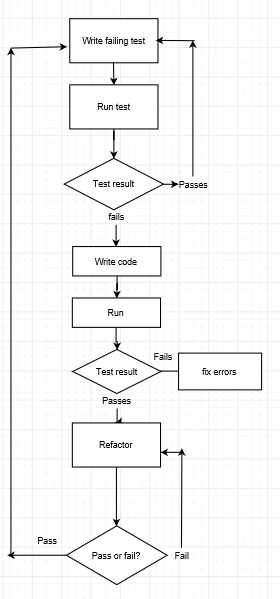 Write failing test
Run test
Test result
Passes
fails
Write code
Run
Test result
Fails
fix errors
Passes
Refactor
Pass
Pass or fail?
Fail